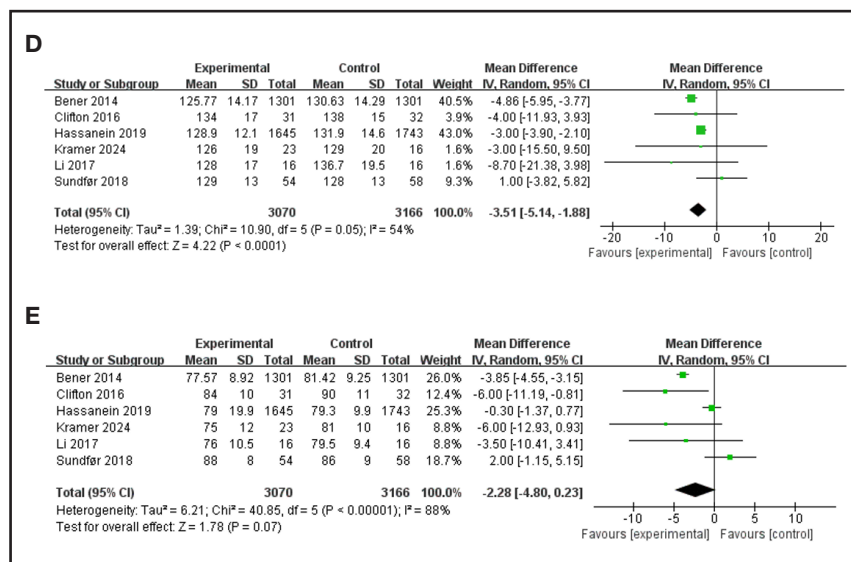 D
Experimental Control Mean Difference Mean Difference
Study or Subgroup Mean SD Total Mean SD Total Weight IV, Random, 95% CI IV, Random, 95% CI
Bener 2014 125.77 14.17 1301 130.63 14.29 1301 40.5% -4.86 [-5.95, -3.77]
Clifton 2016 134 17 31 138 15 32 4.0% -4.00 [-11.93, 3.93]
Hassanein 2019 128.9 12.1 1645 131.9 14.6 1743 43.0% -3.00 [-3.90, -2.10]
Kramer 2024 126 19 23 129 20 16 1.6% -3.00 [-15.50, 9.50]
Li 2017 128 17 16 136.7 19.5 16 1.6% -8.70 [-21.38, 3.98]
Sundfør 2018 129 13 54 128 13 58 9.3% 1.00 [-3.82, 5.82]
Total (95% CI) 3070 3166 100.0% -3.51 [-5.14, -1.88]
Heterogeneity: Tau² = 1.39; Chi² = 10.90, df = 5 (P = 0.05); I² = 54%
Test for overall effect: Z = 4.22 (P < 0.0001)
-20 -10 0 10 20
Favours [experimental] Favours [control]
E
Experimental Control Mean Difference Mean Difference
Study or Subgroup Mean SD Total Mean SD Total Weight IV, Random, 95% CI IV, Random, 95% CI
Bener 2014 77.57 8.92 1301 81.42 9.25 1301 26.0% -3.85 [-4.55, -3.15]
Clifton 2016 84 10 31 90 11 32 12.4% -6.00 [-11.19, -0.81]
Hassanein 2019 79 19.9 1645 79.3 9.9 1743 25.3% -0.30 [-1.37, 0.77]
Kramer 2024 75 12 23 81 10 16 8.8% -6.00 [-12.93, 0.93]
Li 2017 76 10.5 16 79.5 9.4 16 8.8% -3.50 [-10.41, 3.41]
Sundfør 2018 88 8 54 86 9 58 18.7% 2.00 [-1.15, 5.15]
Total (95% CI) 3070 3166 100.0% -2.28 [-4.80, 0.23]
Heterogeneity: Tau² = 6.21; Chi² = 40.85, df = 5 (P < 0.00001); I² = 88%
Test for overall effect: Z = 1.78 (P = 0.07)
-10 -5 0 5 10
Favours [experimental] Favours [control]